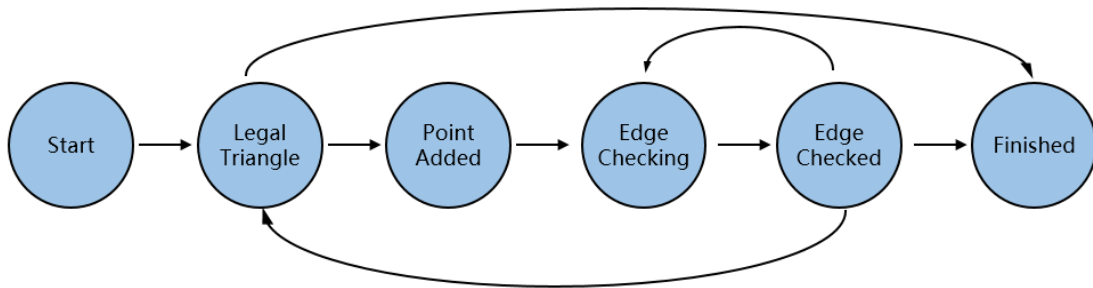 Start
Legal
Triangle
Point
Added
Edge
Checking
Edge
Checked
Finished